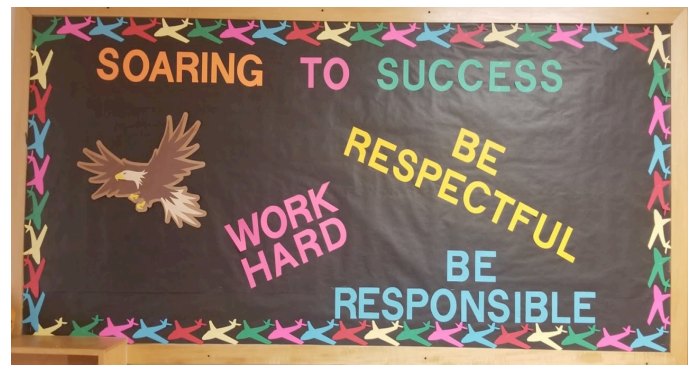 SOARING TO SUCCESS
BE
RESPECTFUL
WORK
HARD
BE
RESPONSIBLE